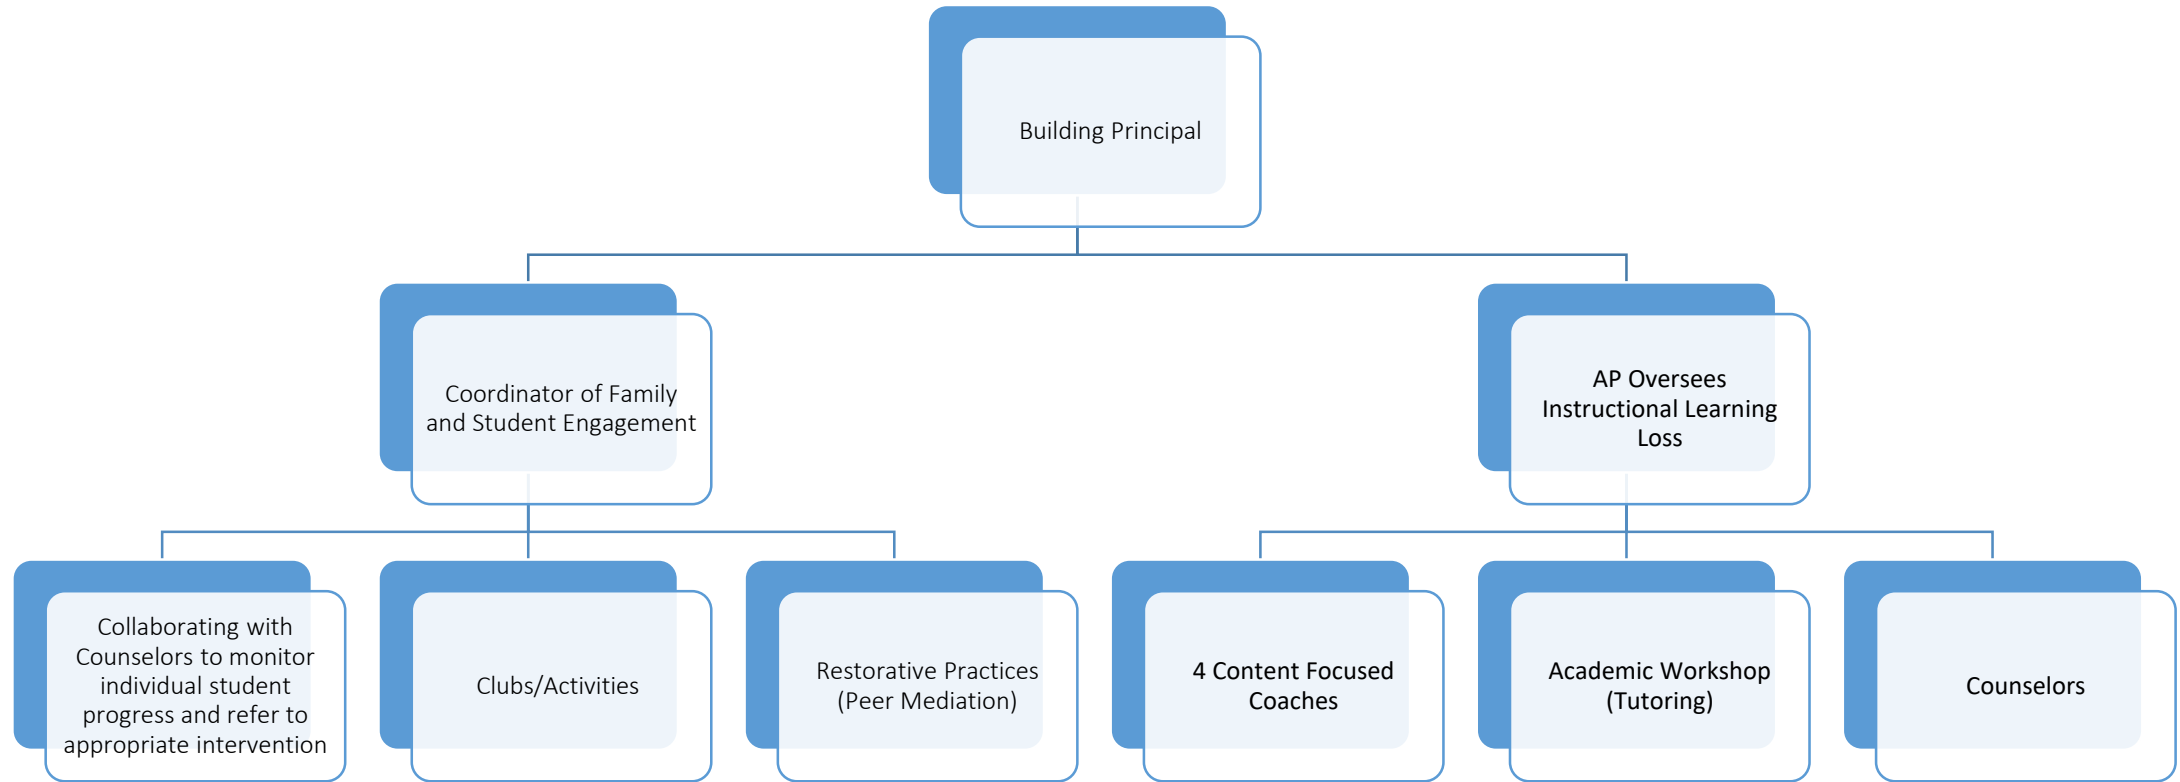 Building Principal
Coordinator of Family
and Student Engagement
AP Oversees
Instructional Learning
Loss
Collaborating with
Counselors to monitor
individual student
progress and refer to
appropriate intervention
Clubs/Activities
Restorative Practices
(Peer Mediation)
4 Content Focused
Coaches
Academic Workshop
(Tutoring)
Counselors